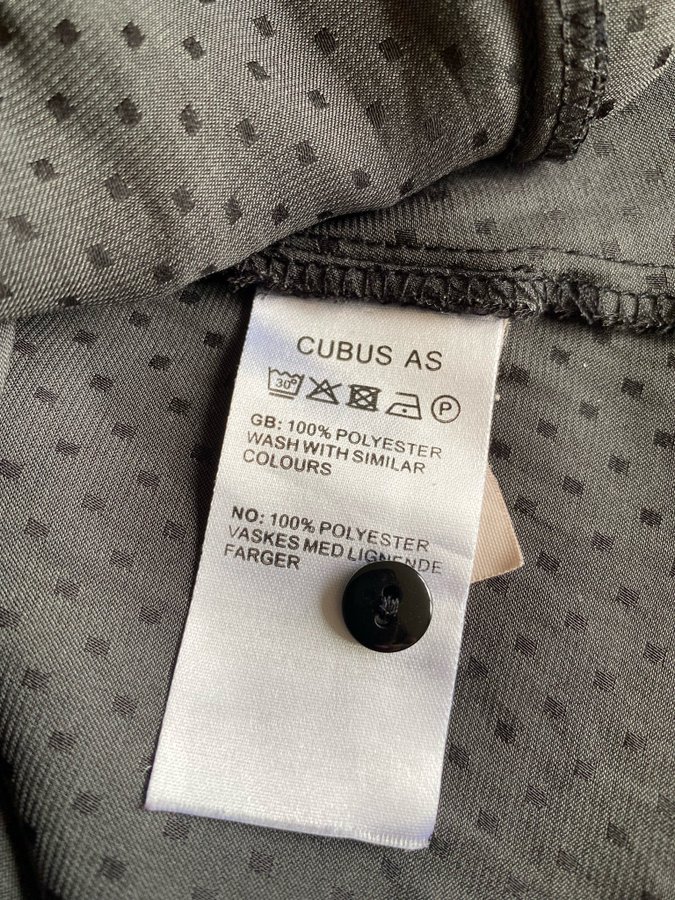 CUBUS AS
30° P
GB: 100% POLYESTER
WASH WITH SIMILAR
COLOURS
NO: 100% POLYESTER
VASKES MED LIGNENDE
FARGER